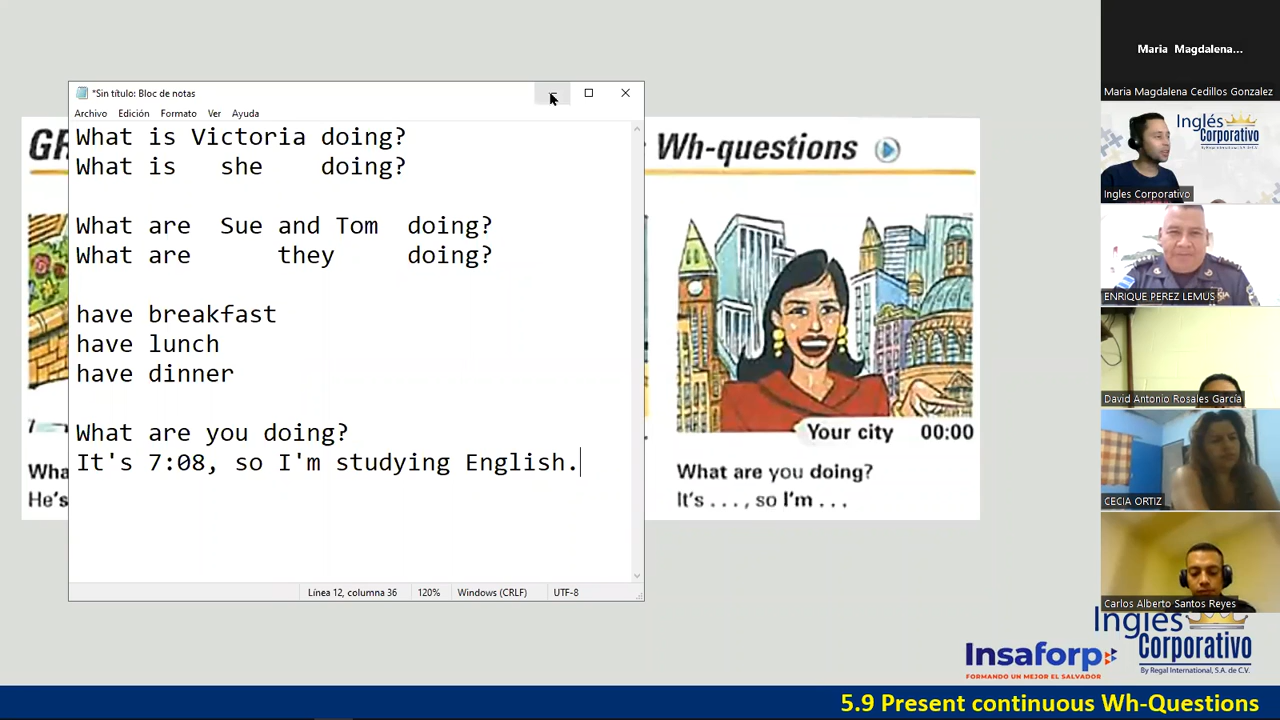 *Sin título: Bloc de notas
Archivo Edición Formato Ver Ayuda
What is Victoria doing?
What is she doing?
What are Sue and Tom doing?
What are they doing?
have breakfast
have lunch
have dinner
What are you doing?
It's 7:08, so I'm studying English.
Línea 12, columna 36 120% Windows (CRLF) UTF-8
GR
Wh-questions
Your city 00:00
Wha
He's
What are you doing?
It's . . . , so I'm . . .
Maria Magdalena...
Maria Magdalena Cedillos Gonzalez
Inglés
Corporativo
Ingles Corporativo
ENRIQUE PEREZ LEMUS
David Antonio Rosales García
CECIA ORTIZ
Carlos Alberto Santos Reyes
Insaforp
FORMANDO UN MEJOR EL SALVADOR
Inglés
Corporativo
By Regal International, S.A. de C.V.
5.9 Present continuous Wh-Questions